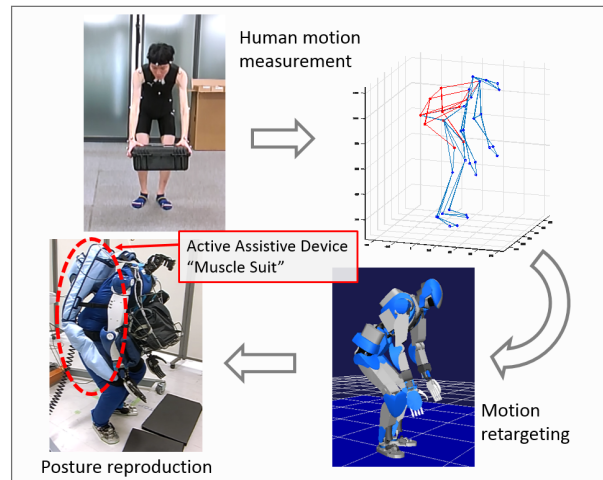 Human motion
measurement
Active Assistive Device
“Muscle Suit”
Motion
retargeting
Posture reproduction